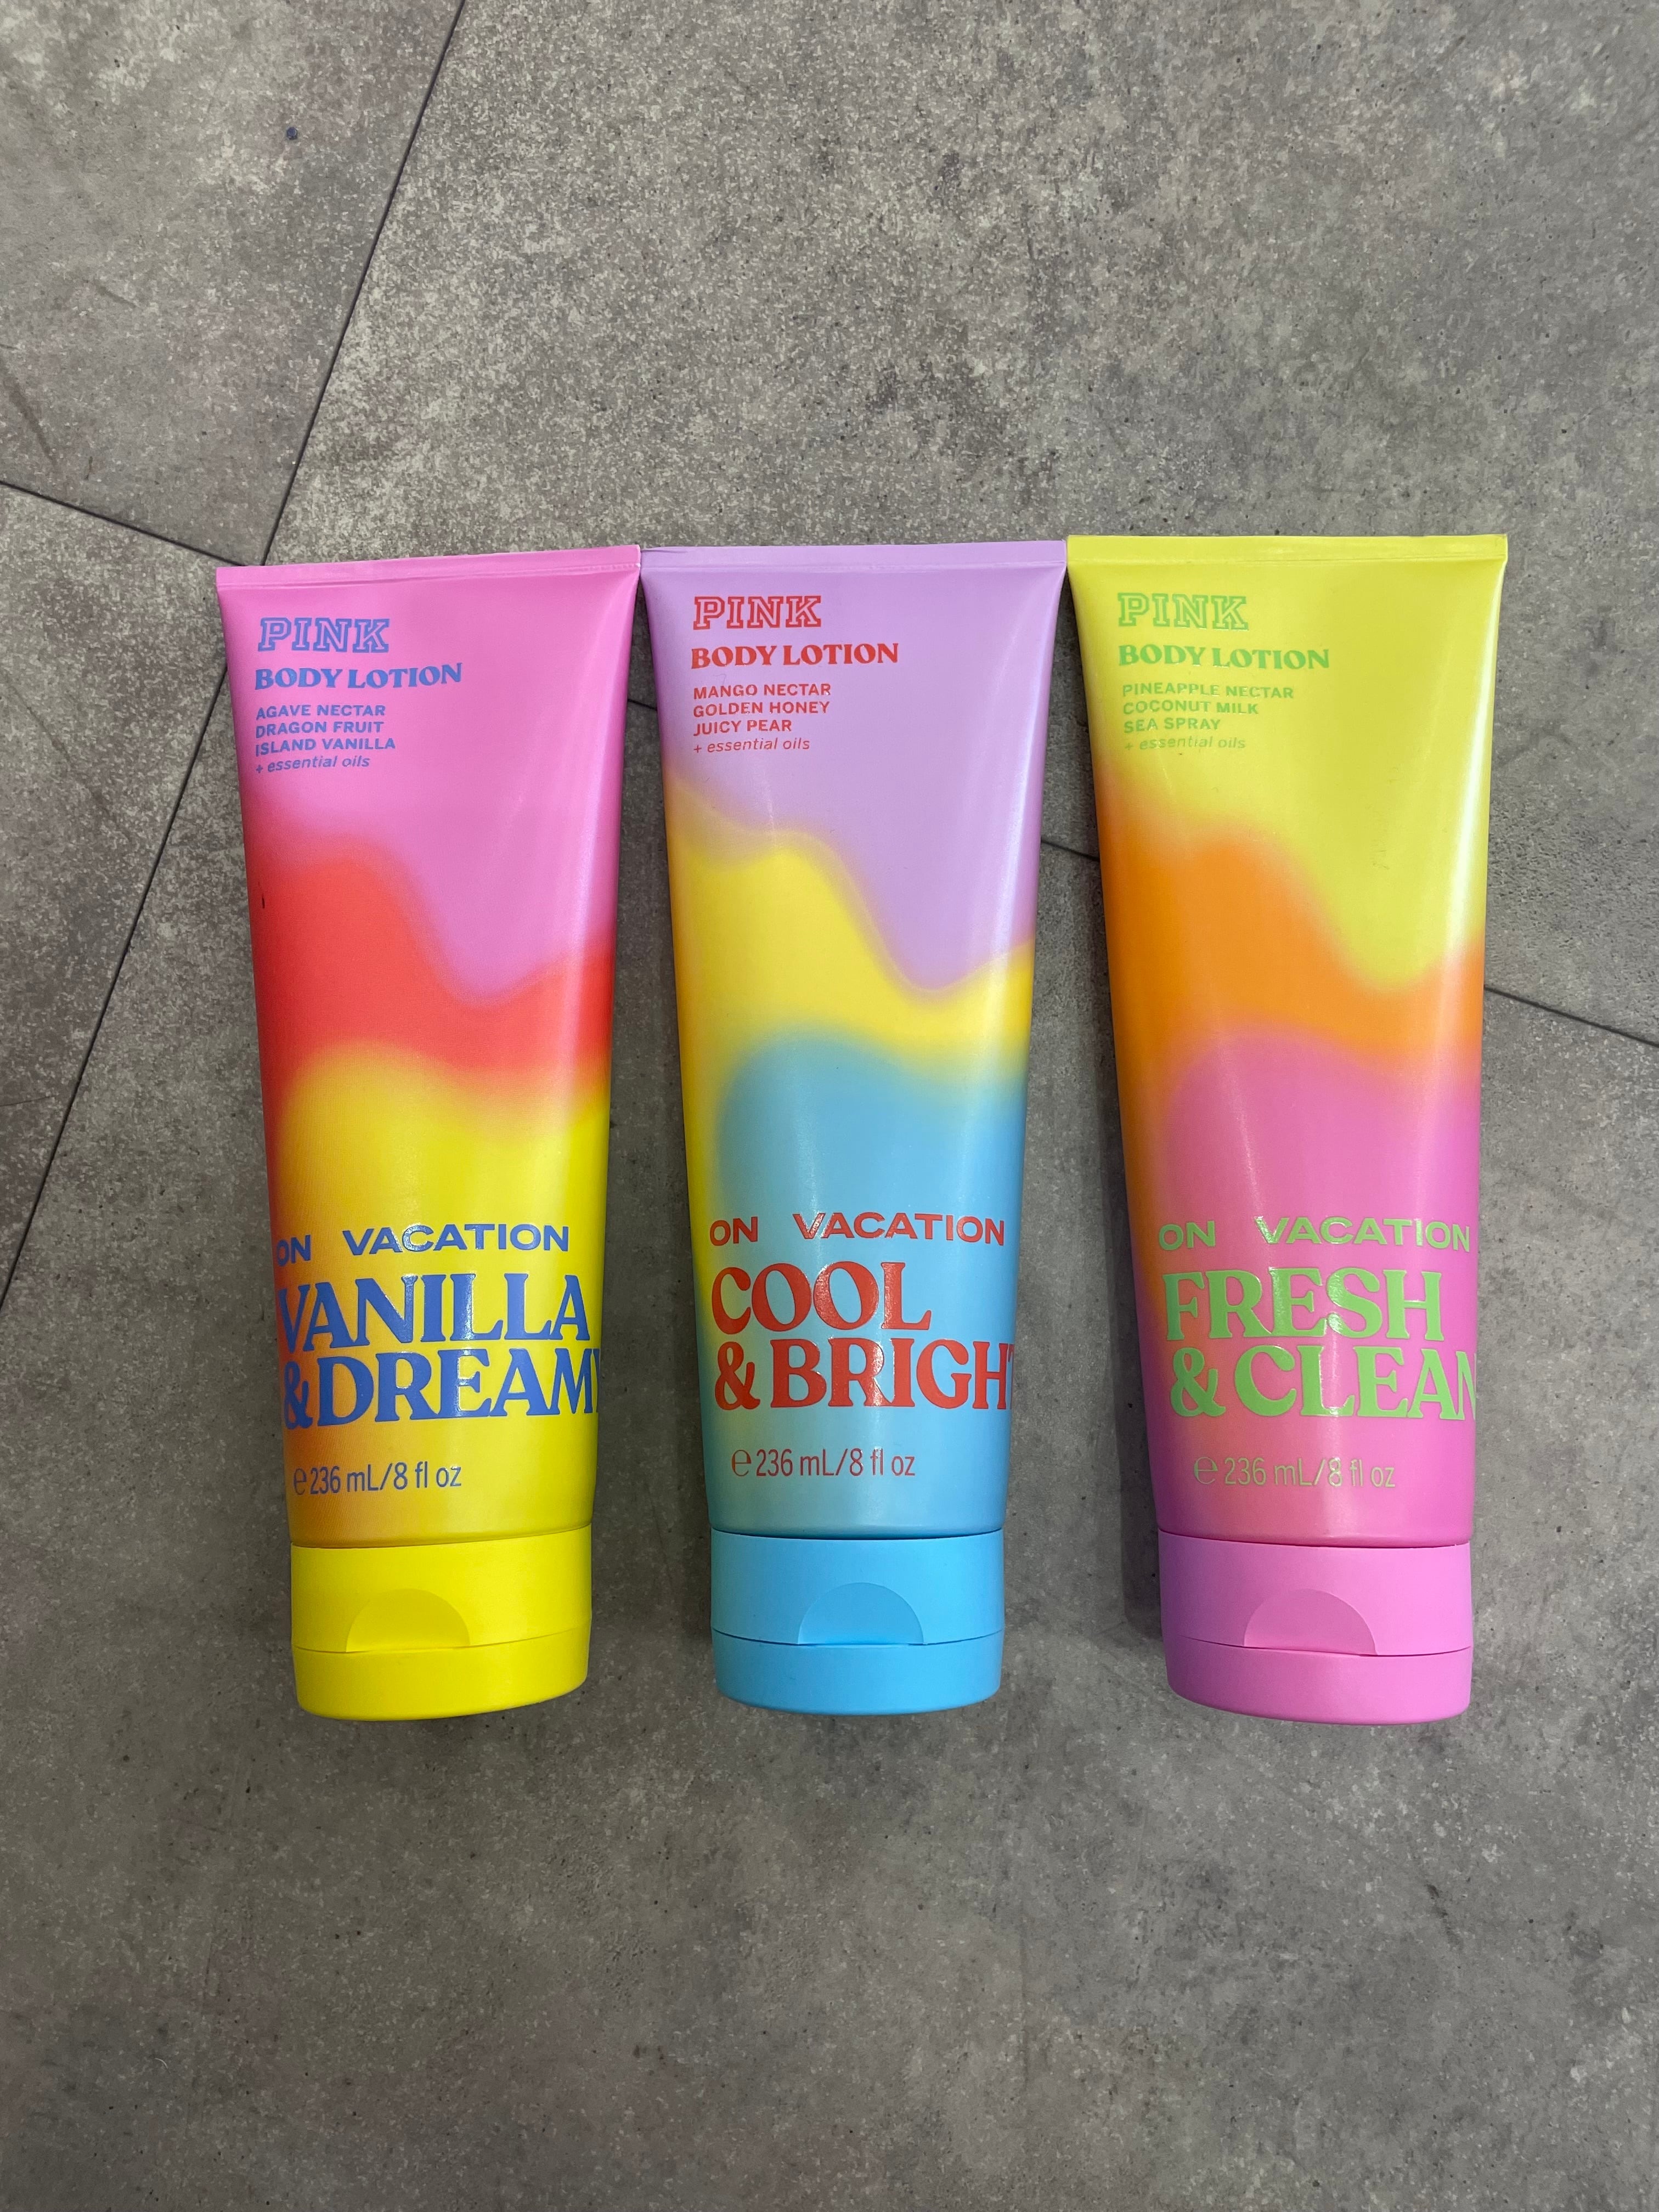 PINK
BODY LOTION
AGAVE NECTAR
DRAGON FRUIT
ISLAND VANILLA
+ essential oils
ON VACATION
VANILLA
&DREAMY
℮236 mL/8 fl oz
PINK
BODY LOTION
MANGO NECTAR
GOLDEN HONEY
JUICY PEAR
+ essential oils
ON VACATION
COOL
&BRIGHT
℮236 mL/8 fl oz
PINK
BODY LOTION
PINEAPPLE NECTAR
COCONUT MILK
SEA SPRAY
+ essential oils
ON VACATION
FRESH
&CLEAN
℮236 mL/8 fl oz